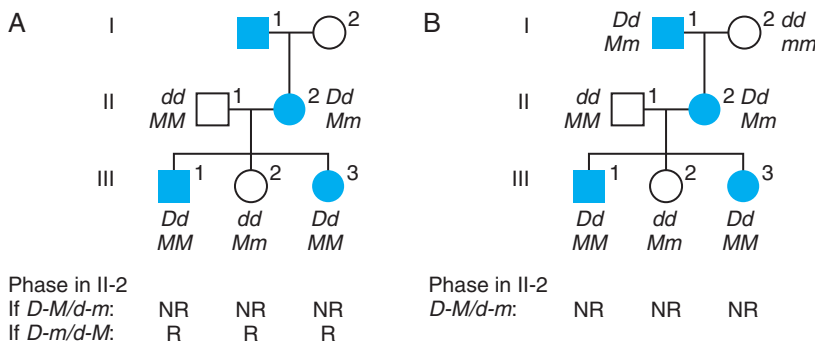 A
I
1
2
II
dd
MM
1
2
Dd
Mm
III
1
2
3
Dd
MM
dd
Mm
Dd
MM
Phase in II-2
If D-M/d-m: NR NR NR
If D-m/d-M: R R R
B
I
Dd
Mm
1
2
dd
mm
II
dd
MM
1
2
Dd
Mm
III
1
2
3
Dd
MM
dd
Mm
Dd
MM
Phase in II-2
D-M/d-m: NR NR NR